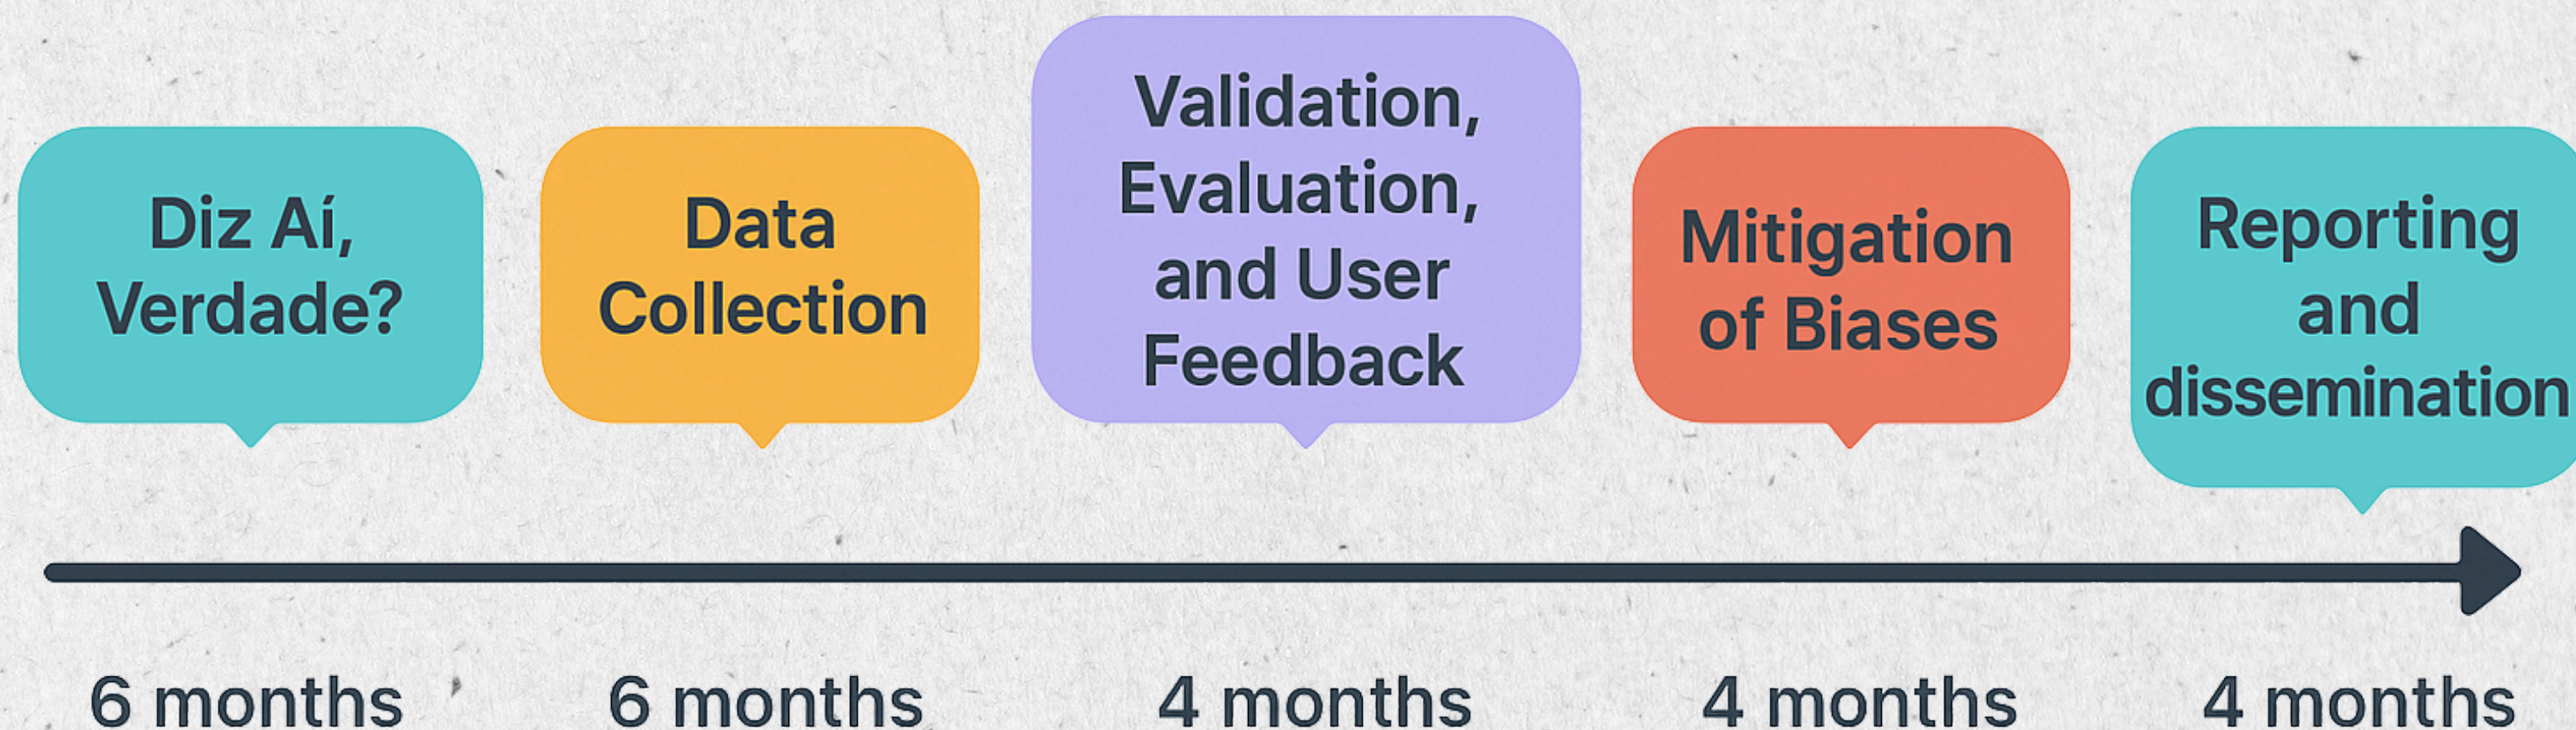 Diz Aí,
Verdade?
Data
Collection
Validation,
Evaluation,
and User
Feedback
Mitigation
of Biases
Reporting
and
dissemination
6 months
6 months
4 months
4 months
4 months